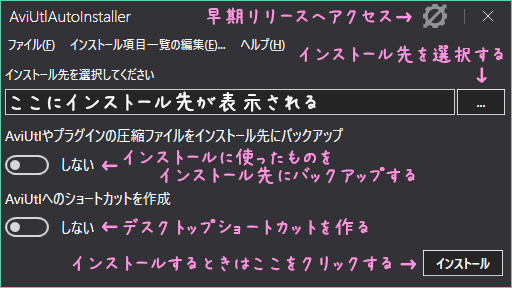 AviUtlAutoInstaller
早期リリースへアクセス→
ファイル(F) インストール項目一覧の編集(E)... ヘルプ(H)
インストール先を選択する
↓
インストール先を選択してください
ここにインストール先が表示される
...
AviUtlやプラグインの圧縮ファイルをインストール先にバックアップ
しない
←インストールに使ったものを
インストール先にバックアップする
AviUtlへのショートカットを作成
しない
←デスクトップショートカットを作る
インストールするときはここをクリックする→
インストール